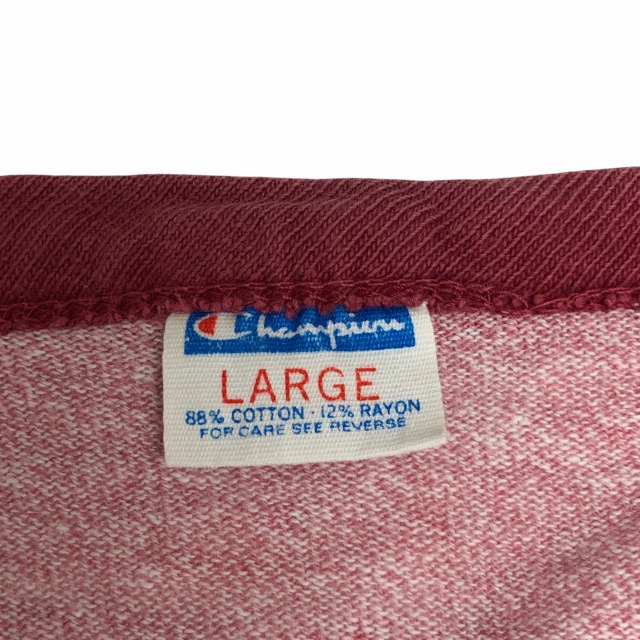 Champion
LARGE
88% COTTON · 12% RAYON
FOR CARE SEE REVERSE